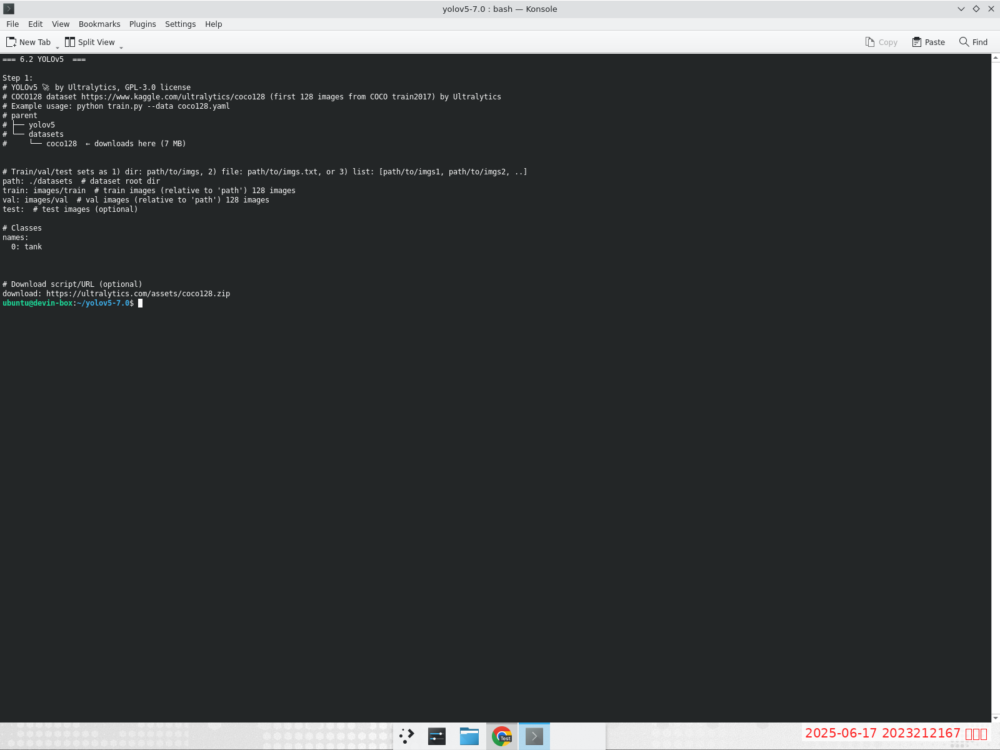 yolov5-7.0 : bash — Konsole
File Edit View Bookmarks Plugins Settings Help
New Tab Split View Copy Paste Find
=== 6.2 YOLOv5  ===
Step 1:
# YOLOv5 🚀 by Ultralytics, GPL-3.0 license
# COCO128 dataset https://www.kaggle.com/ultralytics/coco128 (first 128 images from COCO train2017) by Ultralytics
# Example usage: python train.py --data coco128.yaml
# parent
# ├── yolov5
# └── datasets
#     └── coco128  ← downloads here (7 MB)
# Train/val/test sets as 1) dir: path/to/imgs, 2) file: path/to/imgs.txt, or 3) list: [path/to/imgs1, path/to/imgs2, ..]
path: ./datasets  # dataset root dir
train: images/train  # train images (relative to 'path') 128 images
val: images/val  # val images (relative to 'path') 128 images
test:  # test images (optional)
# Classes
names:
  0: tank
# Download script/URL (optional)
download: https://ultralytics.com/assets/coco128.zip
ubuntu@devin-box:~/yolov5-7.0$
Test
2025-06-17 2023212167